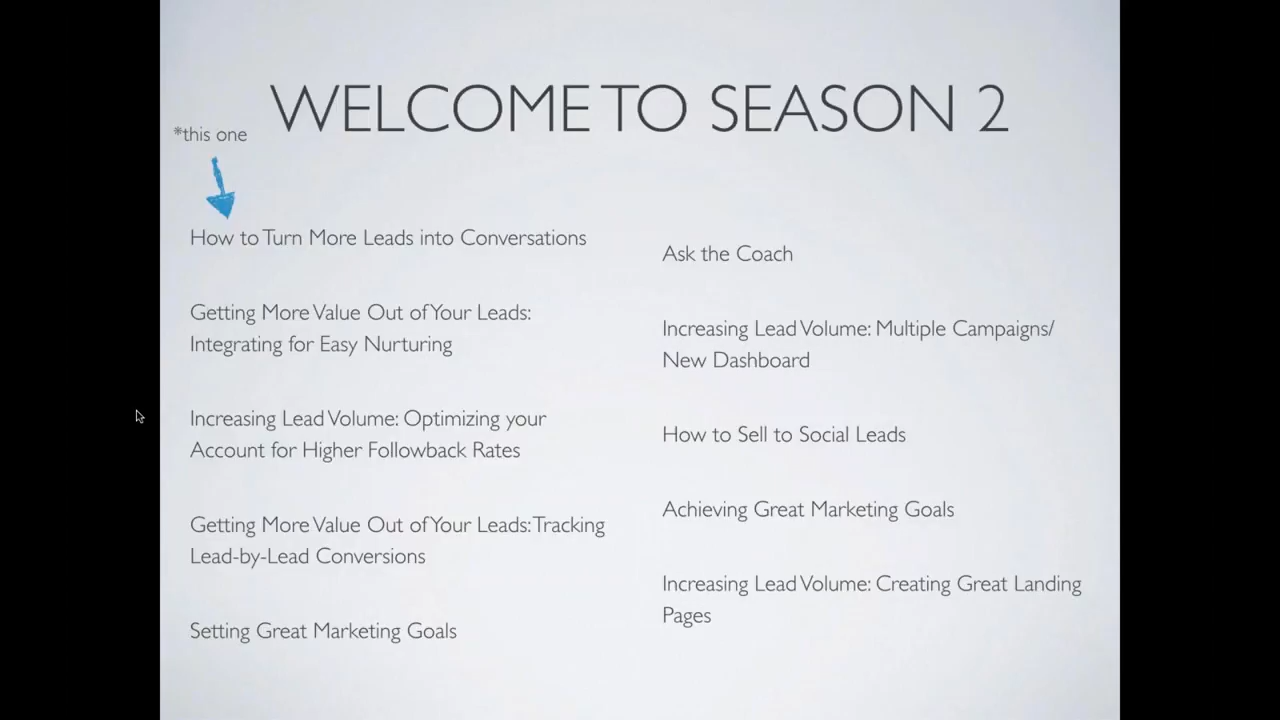 WELCOME TO SEASON 2
*this one
How to Turn More Leads into Conversations
Getting More Value Out of Your Leads:
Integrating for Easy Nurturing
Increasing Lead Volume: Optimizing your
Account for Higher Followback Rates
Getting More Value Out of Your Leads: Tracking
Lead-by-Lead Conversions
Setting Great Marketing Goals
Ask the Coach
Increasing Lead Volume: Multiple Campaigns/
New Dashboard
How to Sell to Social Leads
Achieving Great Marketing Goals
Increasing Lead Volume: Creating Great Landing
Pages